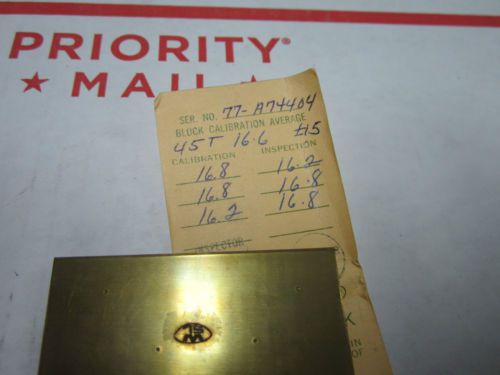 PRIORITY®
★ MAIL ★
SER. NO. 77-A74404
BLOCK CALIBRATION AVERAGE
45T 16.6 ±1.5
CALIBRATION INSPECTION
16.8 16.2
16.8 16.8
16.2 16.8
INSPECTOR